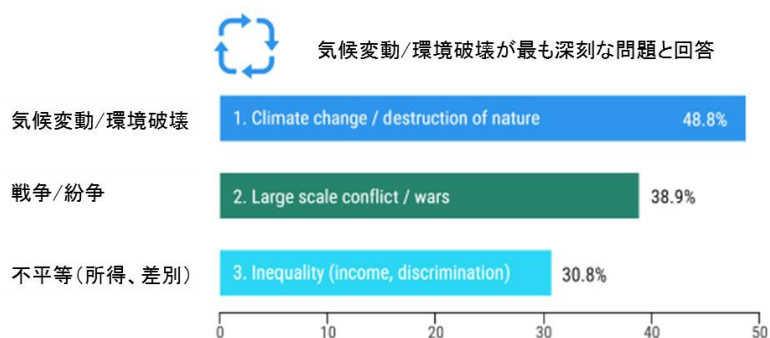 気候変動/環境破壊が最も深刻な問題と回答
気候変動/環境破壊
1. Climate change / destruction of nature
48.8%
戦争/紛争
2. Large scale conflict / wars
38.9%
不平等(所得、差別)
3. Inequality (income, discrimination)
30.8%
0 10 20 30 40 50